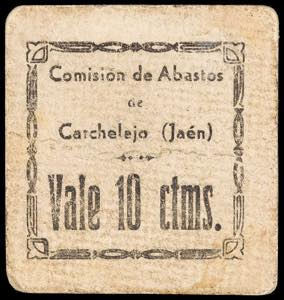 Comisión de Abastos
de
Carchelejo (Jaén)
Vale 10 ctms.